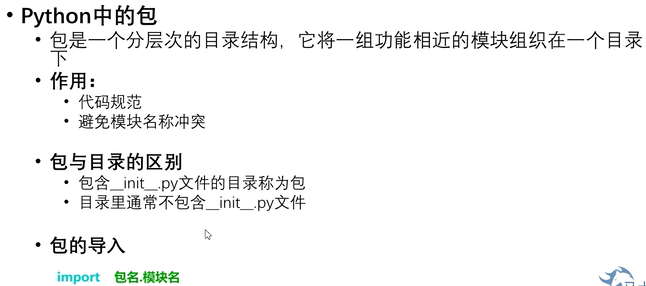 • Python中的包
• 包是一个分层次的目录结构，它将一组功能相近的模块组织在一个目录
下
• 作用：
• 代码规范
• 避免模块名称冲突
• 包与目录的区别
• 包含__init__.py文件的目录称为包
• 目录里通常不包含__init__.py文件
• 包的导入
import 包名.模块名